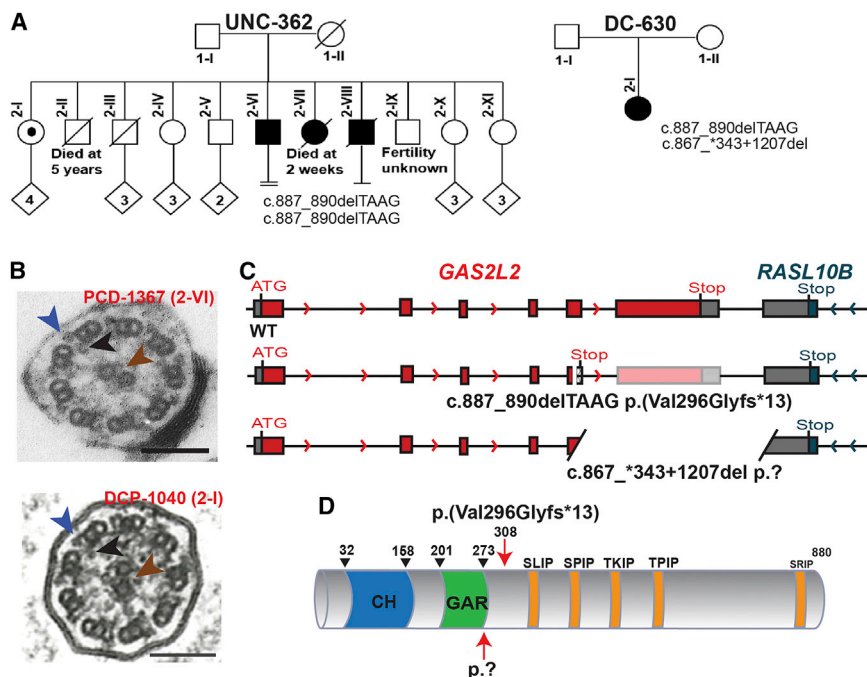 A
UNC-362
1-I
1-II
2-I
2-II
2-III
2-IV
2-V
2-VI
2-VII
2-VIII
2-IX
2-X
2-XI
Died at
5 years
Died at
2 weeks
Fertility
unknown
4
3
3
2
3
3
c.887_890delTAAG
c.887_890delTAAG
DC-630
1-I
1-II
2-I
c.887_890delTAAG
c.867_*343+1207del
B
PCD-1367 (2-VI)
DCP-1040 (2-I)
C
GAS2L2
RASL10B
ATG
Stop
Stop
WT
ATG
Stop
Stop
c.887_890delTAAG p.(Val296Glyfs*13)
ATG
Stop
c.867_*343+1207del p.?
D
p.(Val296Glyfs*13)
32
158
201
273
308
SLIP
SPIP
TKIP
TPIP
SRIP
880
CH
GAR
p.?